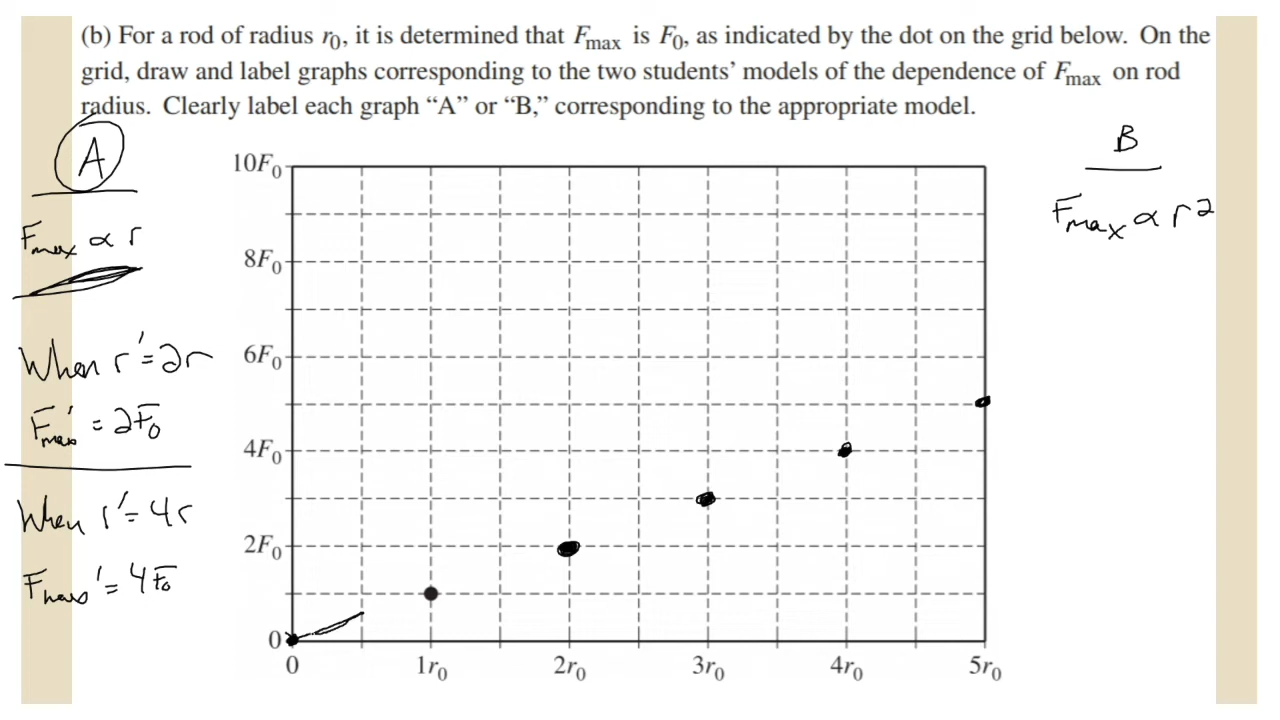 (b) For a rod of radius r₀, it is determined that Fmax is F₀, as indicated by the dot on the grid below. On the
grid, draw and label graphs corresponding to the two students' models of the dependence of Fmax on rod
radius. Clearly label each graph "A" or "B," corresponding to the appropriate model.
A
Fmax ∝ r
When r' = 2r
Fmax' = 2F₀
When r' = 4r
Fmax' = 4F₀
10F₀
8F₀
6F₀
4F₀
2F₀
0
0 1r₀ 2r₀ 3r₀ 4r₀ 5r₀
B
Fmax ∝ r2